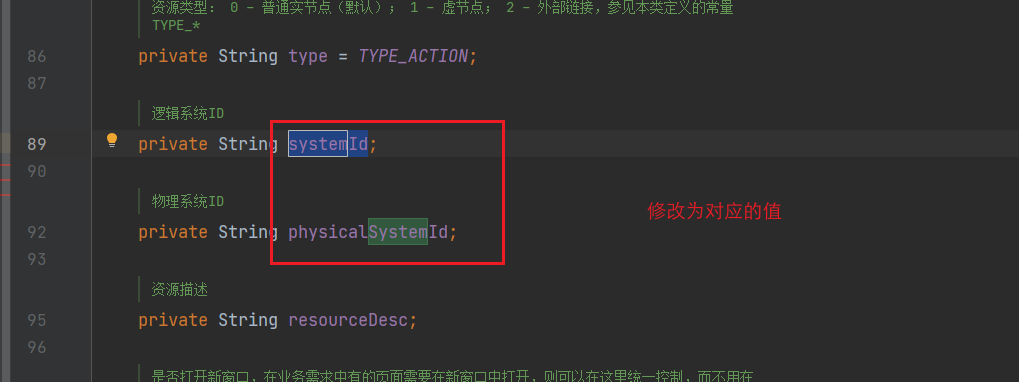 资源类型： 0 - 普通实节点（默认）； 1 - 虚节点； 2 - 外部链接，参见本类定义的常量
TYPE_*
86 private String type = TYPE_ACTION;
87
逻辑系统ID
89 private String systemId;
90
物理系统ID
修改为对应的值
92 private String physicalSystemId;
93
资源描述
95 private String resourceDesc;
96
是否打开新窗口，在业务需求中有的页面需要在新窗口中打开，则可以在这里统一控制，而不用在